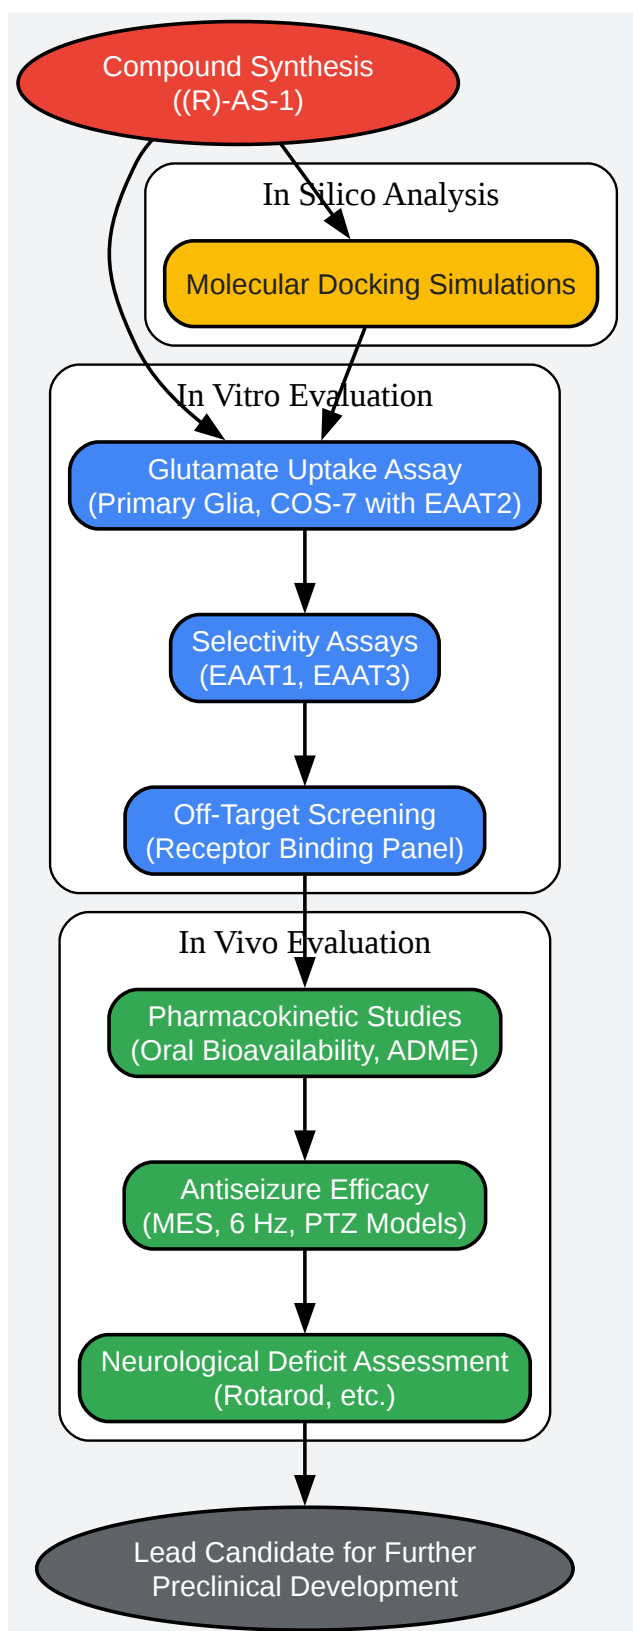 Compound Synthesis
((R)-AS-1)
In Silico Analysis
Molecular Docking Simulations
In Vitro Evaluation
Glutamate Uptake Assay
(Primary Glia, COS-7 with EAAT2)
Selectivity Assays
(EAAT1, EAAT3)
Off-Target Screening
(Receptor Binding Panel)
In Vivo Evaluation
Pharmacokinetic Studies
(Oral Bioavailability, ADME)
Antiseizure Efficacy
(MES, 6 Hz, PTZ Models)
Neurological Deficit Assessment
(Rotarod, etc.)
Lead Candidate for Further
Preclinical Development